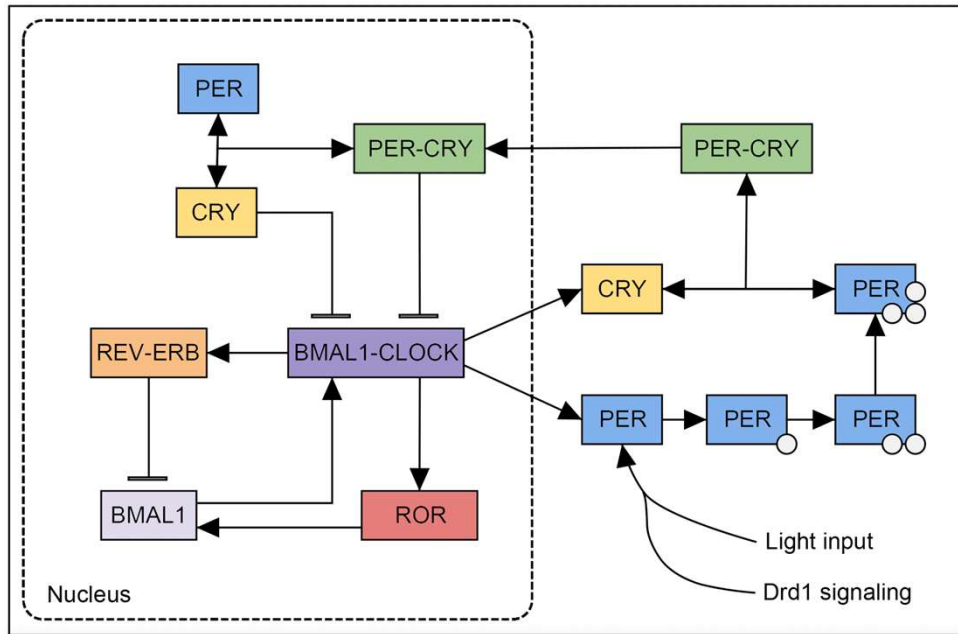 PER
PER-CRY
PER-CRY
CRY
CRY
PER
REV-ERB
BMAL1-CLOCK
PER
PER
PER
BMAL1
ROR
Light input
Drd1 signaling
Nucleus